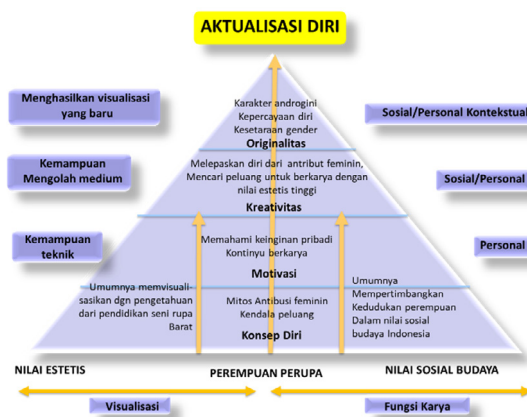 AKTUALISASI DIRI
Menghasilkan visualisasi
yang baru
Karakter androgini
Kepercayaan diri
Kesetaraan gender
Originalitas
Sosial/Personal Kontekstual
Kemampuan
Mengolah medium
Melepaskan diri dari antribut feminin,
Mencari peluang untuk berkarya dengan
nilai estetis tinggi
Kreativitas
Sosial/Personal
Kemampuan
teknik
Memahami keinginan pribadi
Kontinyu berkarya
Motivasi
Personal
Umumnya memvisuali-
sasikan dgn pengetahuan
dari pendidikan seni rupa
Barat
Mitos Antibusi feminin
Kendala peluang
Konsep Diri
Umumnya
Mempertimbangkan
Kedudukan perempuan
Dalam nilai sosial
budaya Indonesia
NILAI ESTETIS
PEREMPUAN PERUPA
NILAI SOSIAL BUDAYA
Visualisasi
Fungsi Karya